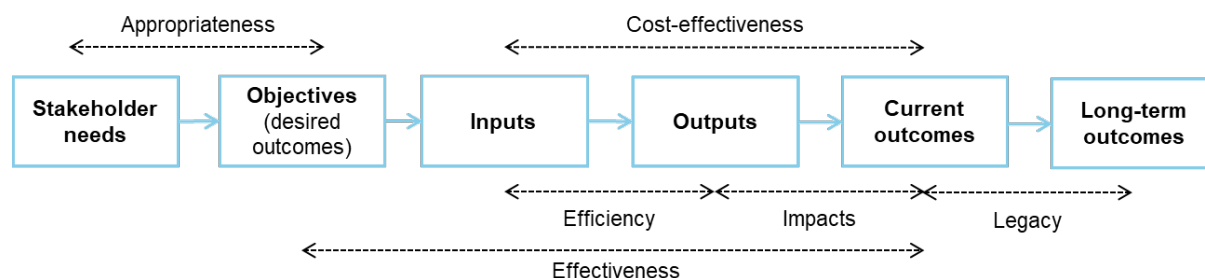 Appropriateness
Cost-effectiveness
Stakeholder
needs
Objectives
(desired
outcomes)
Inputs
Outputs
Current
outcomes
Long-term
outcomes
Efficiency
Impacts
Legacy
Effectiveness